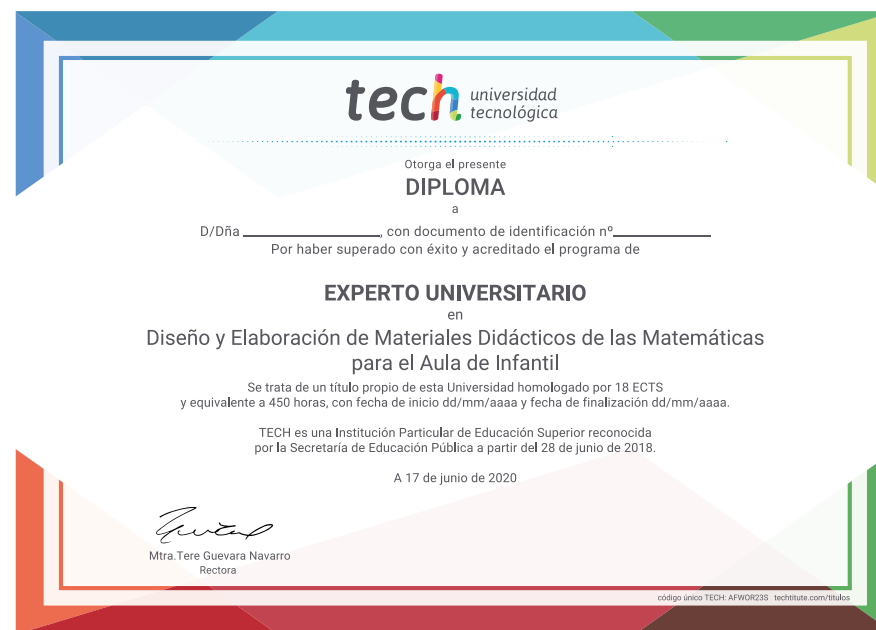 tech universidad
tecnológica
Otorga el presente
DIPLOMA
a
D/Dña ____________, con documento de identificación nº____________
Por haber superado con éxito y acreditado el programa de
EXPERTO UNIVERSITARIO
en
Diseño y Elaboración de Materiales Didácticos de las Matemáticas
para el Aula de Infantil
Se trata de un título propio de esta Universidad homologado por 18 ECTS
y equivalente a 450 horas, con fecha de inicio dd/mm/aaaa y fecha de finalización dd/mm/aaaa.
TECH es una Institución Particular de Educación Superior reconocida
por la Secretaría de Educación Pública a partir del 28 de junio de 2018.
A 17 de junio de 2020
Mtra.Tere Guevara Navarro
Rectora
código único TECH: AFWOR23S techtitute.com/titulos